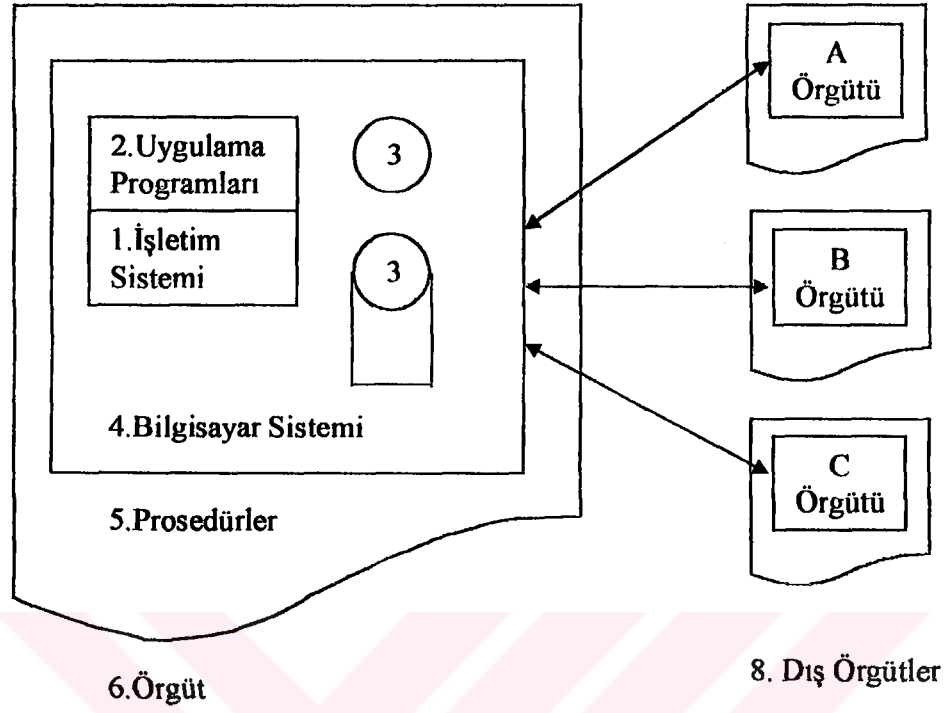 2.Uygulama
Programları
1.İşletim
Sistemi
3
3
4.Bilgisayar Sistemi
5.Prosedürler
6.Örgüt
A
Örgütü
B
Örgütü
C
Örgütü
8. Dış Örgütler